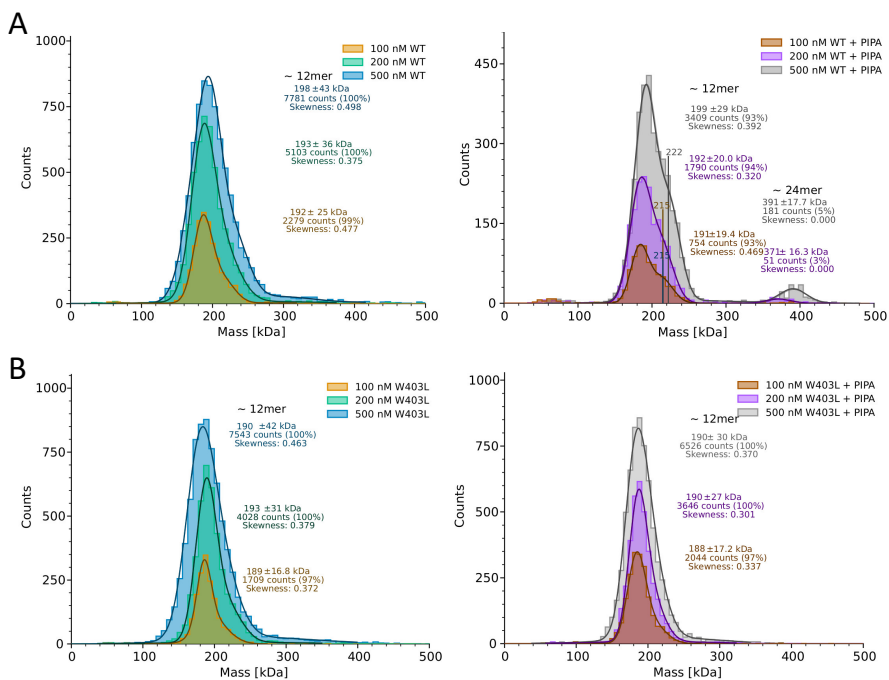 A
1000
750
500
250
0
0
100
200
300
400
500
Counts
Mass [kDa]
100 nM WT
200 nM WT
500 nM WT
~ 12mer
198 ±43 kDa
7781 counts (100%)
Skewness: 0.498
193± 36 kDa
5103 counts (100%)
Skewness: 0.375
192± 25 kDa
2279 counts (99%)
Skewness: 0.477
450
300
150
0
0
100
200
300
400
500
Counts
Mass [kDa]
100 nM WT + PIPA
200 nM WT + PIPA
500 nM WT + PIPA
~ 12mer
199 ±29 kDa
3409 counts (93%)
Skewness: 0.392
222
192±20.0 kDa
1790 counts (94%)
Skewness: 0.320
215
191±19.4 kDa
754 counts (93%)
Skewness: 0.469
215
~ 24mer
391±17.7 kDa
181 counts (5%)
Skewness: 0.000
371± 16.3 kDa
51 counts (3%)
Skewness: 0.000
B
1000
750
500
250
0
0
100
200
300
400
500
Counts
Mass [kDa]
100 nM W403L
200 nM W403L
500 nM W403L
~ 12mer
190 ±42 kDa
7543 counts (100%)
Skewness: 0.463
193 ±31 kDa
4028 counts (100%)
Skewness: 0.379
189±16.8 kDa
1709 counts (97%)
Skewness: 0.372
1000
750
500
250
0
0
100
200
300
400
500
Counts
Mass [kDa]
100 nM W403L + PIPA
200 nM W403L + PIPA
500 nM W403L + PIPA
~ 12mer
190± 30 kDa
6526 counts (100%)
Skewness: 0.370
190±27 kDa
3646 counts (100%)
Skewness: 0.301
188±17.2 kDa
2044 counts (97%)
Skewness: 0.337